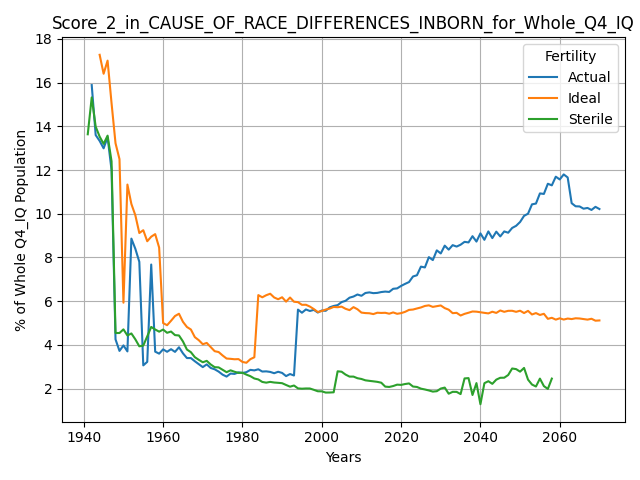 Score_2_in_CAUSE_OF_RACE_DIFFERENCES_INBORN_for_Whole_Q4_IQ
18
16
14
12
10
8
6
4
2
% of Whole Q4_IQ Population
Fertility
Actual
Ideal
Sterile
1940
1960
1980
2000
2020
2040
2060
Years